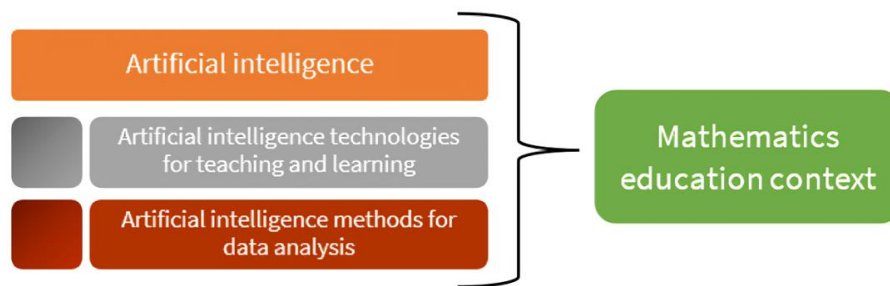 Artificial intelligence
Artificial intelligence technologies
for teaching and learning
Artificial intelligence methods for
data analysis
Mathematics
education context